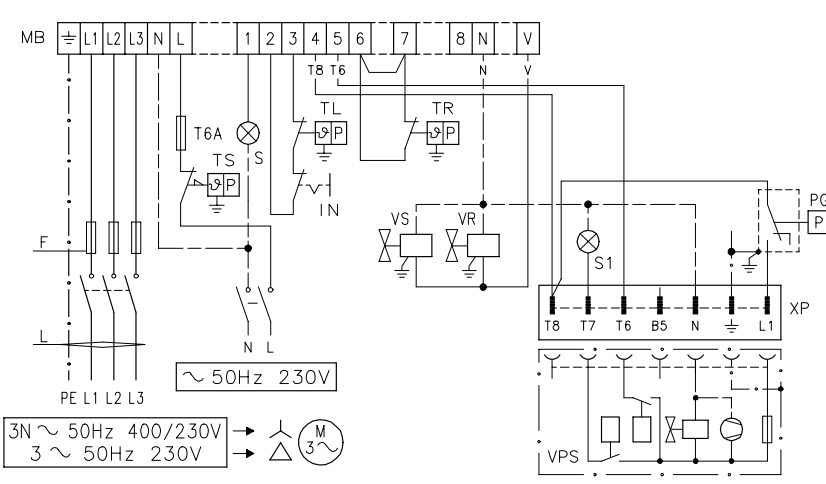 MB L1 L2 L3 N L 1 2 3 4 5 6 7 8 N V
T8 T6 N V
TL TR
T6A S ϑ P ϑ P
TS
ϑ P
IN
PG
P
VS VR
F
S1
XP
T8 T7 T6 B5 N L1
L
N L
PE L1 L2 L3
~ 50Hz 230V
3N ~ 50Hz 400/230V
3 ~ 50Hz 230V
M
3~
VPS